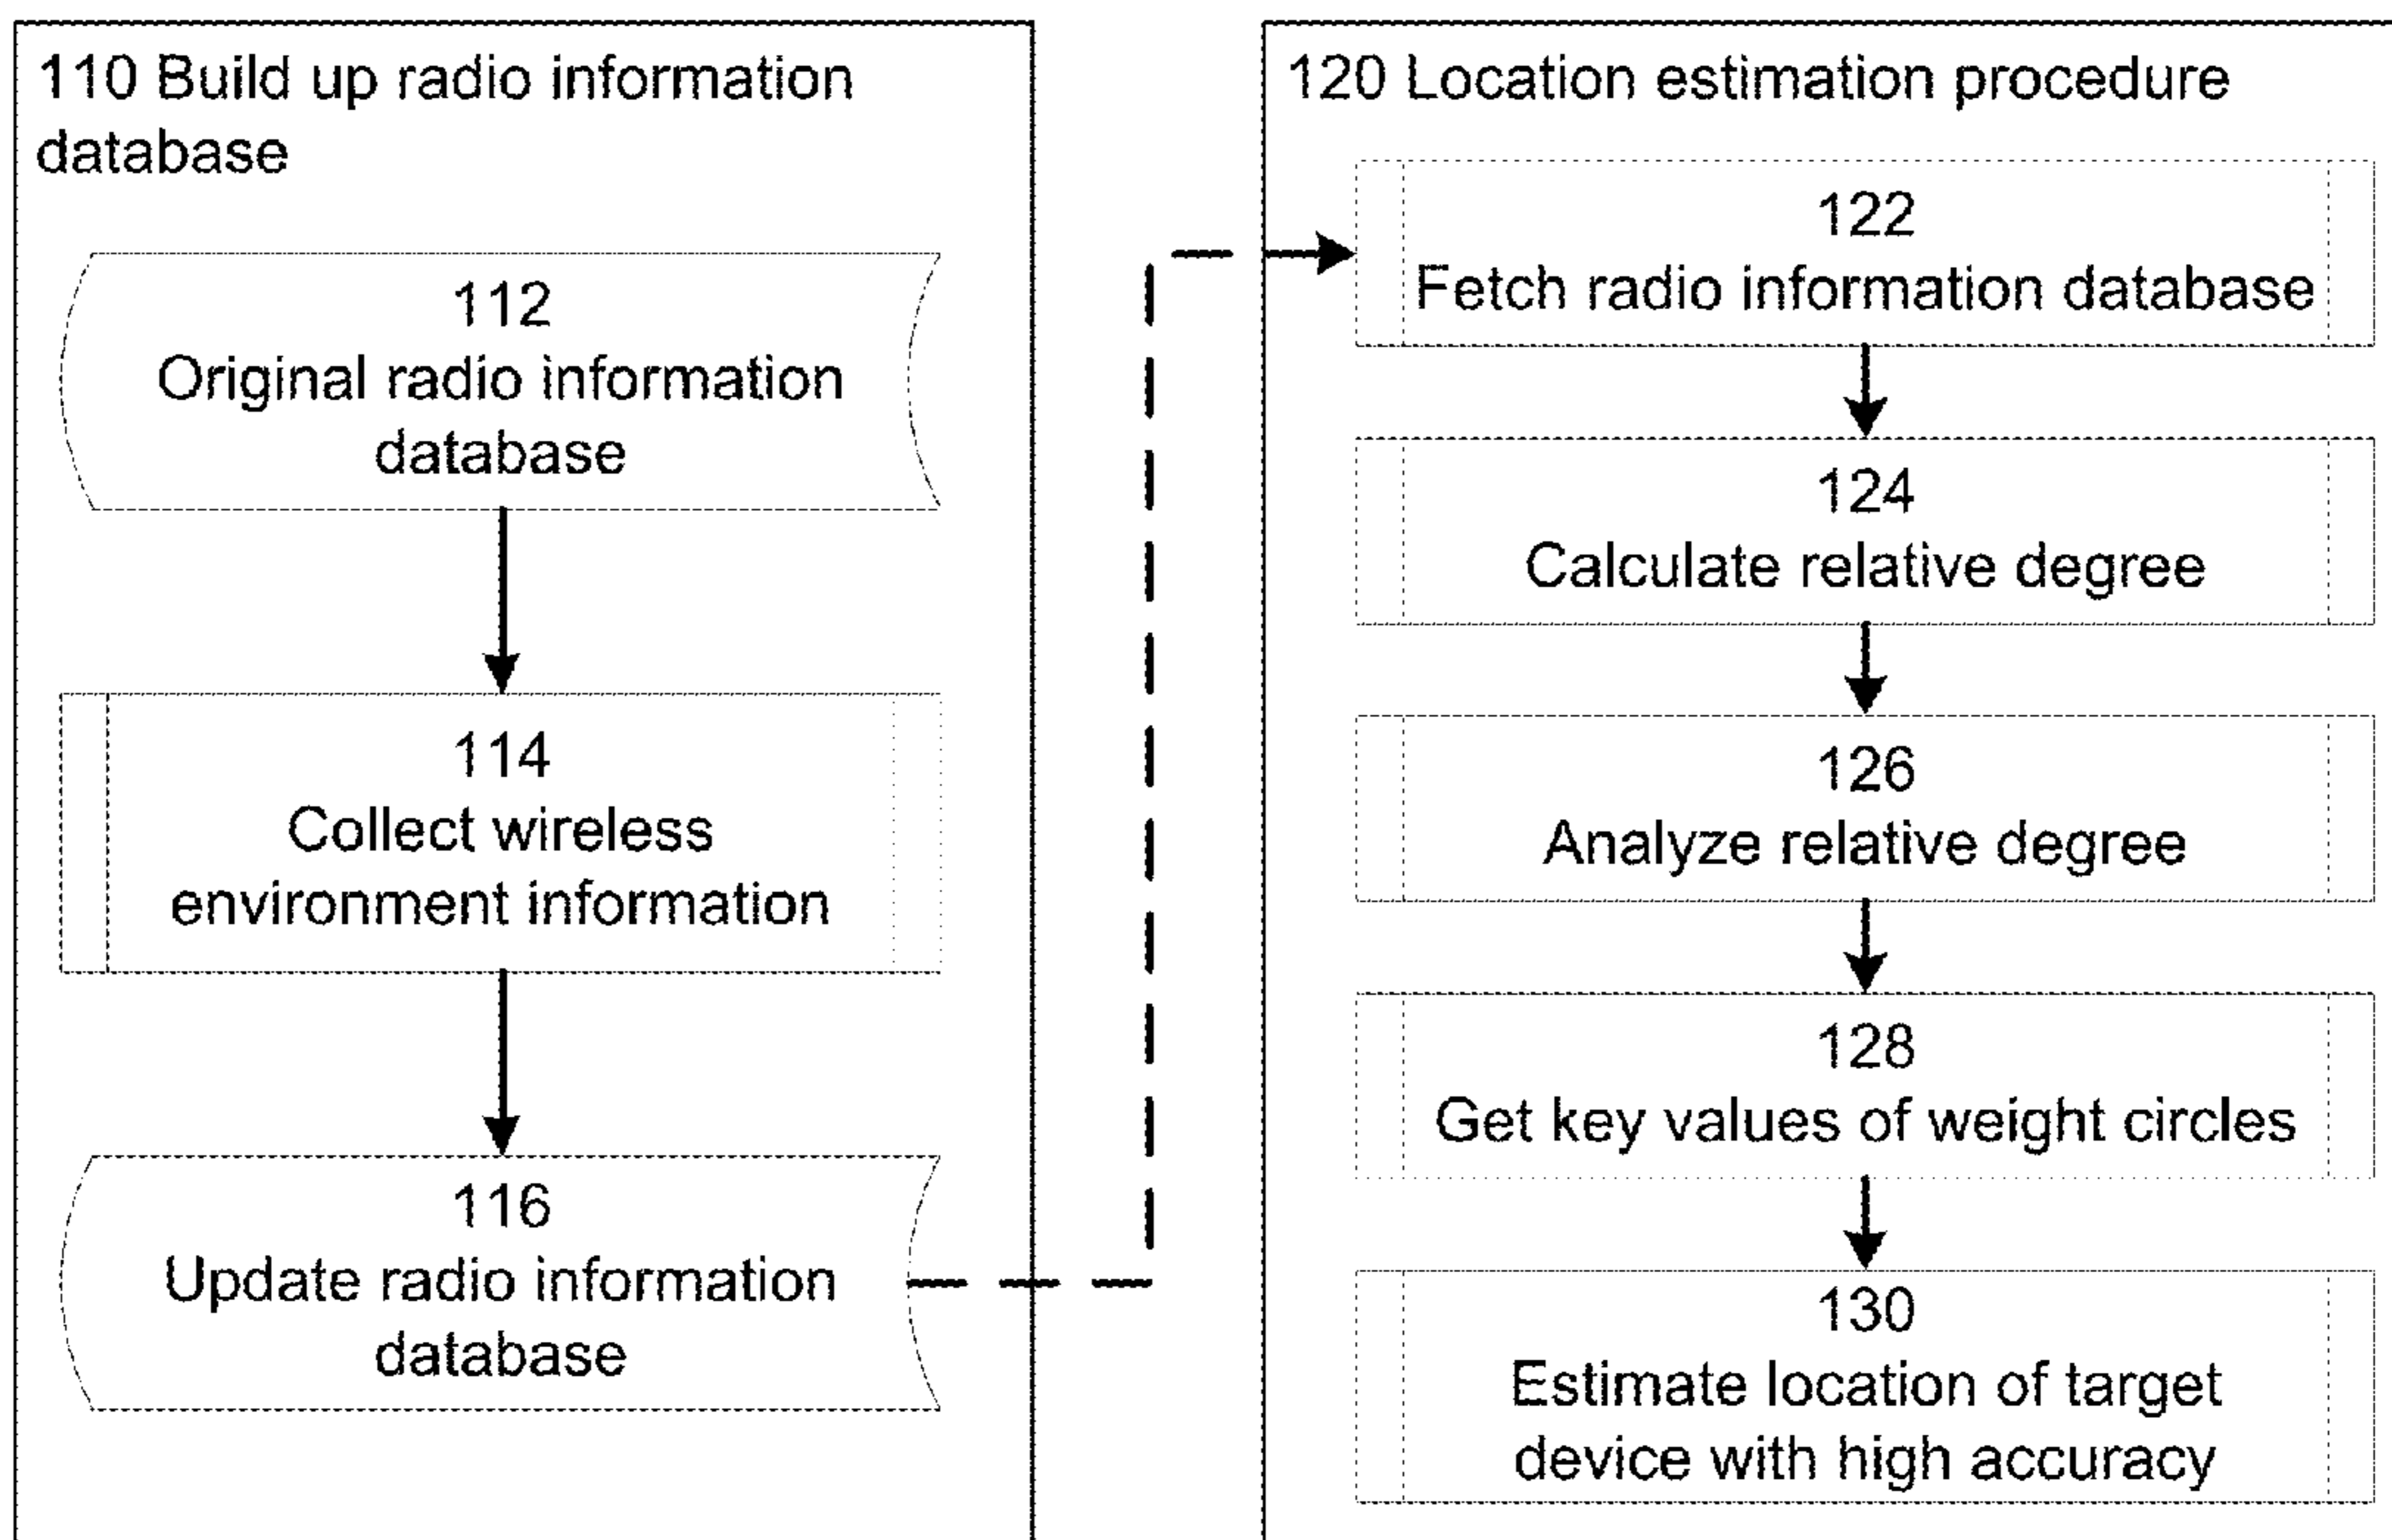 110 Build up radio information
database
112
Original radio information
database
114
Collect wireless
environment information
116
Update radio information
database
120 Location estimation procedure
122
Fetch radio information database
124
Calculate relative degree
126
Analyze relative degree
128
Get key values of weight circles
130
Estimate location of target
device with high accuracy